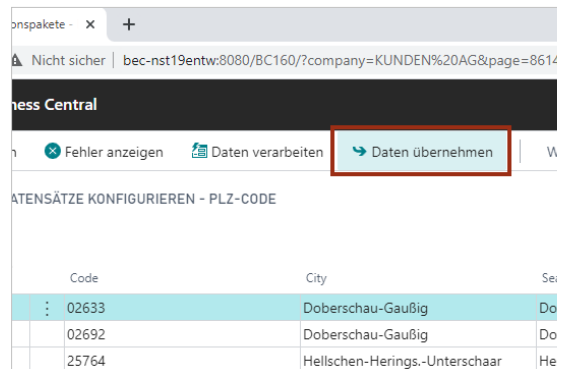 onspakete - × +
Nicht sicher | bec-nst19entw:8080/BC160/?company=KUNDEN%20AG&page=8614
ness Central
n Fehler anzeigen Daten verarbeiten Daten übernehmen W
ATENSÄTZE KONFIGURIEREN - PLZ-CODE
Code City Sea
02633 Doberschau-Gaußig Do
02692 Doberschau-Gaußig Do
25764 Hellschen-Herings.-Unterschaar He